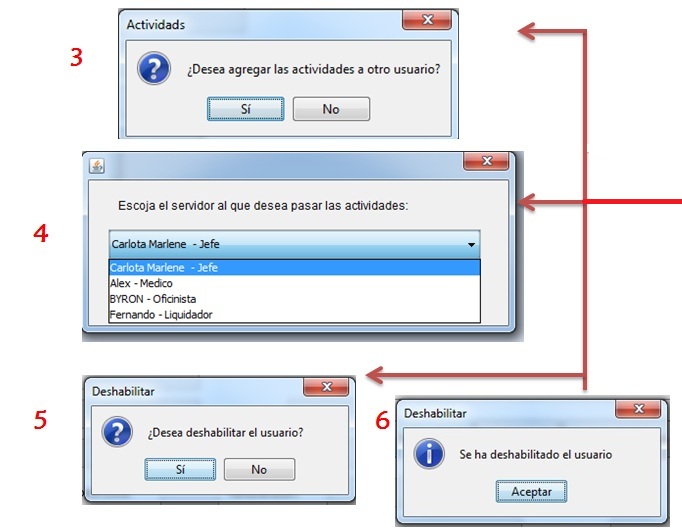 3
Actividads
¿Desea agregar las actividades a otro usuario?
Sí
No
4
Escoja el servidor al que desea pasar las actividades:
Carlota Marlene - Jefe
Carlota Marlene - Jefe
Alex - Medico
BYRON - Oficinista
Fernando - Liquidador
5
Deshabilitar
¿Desea deshabilitar el usuario?
Sí
No
6
Deshabilitar
Se ha deshabilitado el usuario
Aceptar